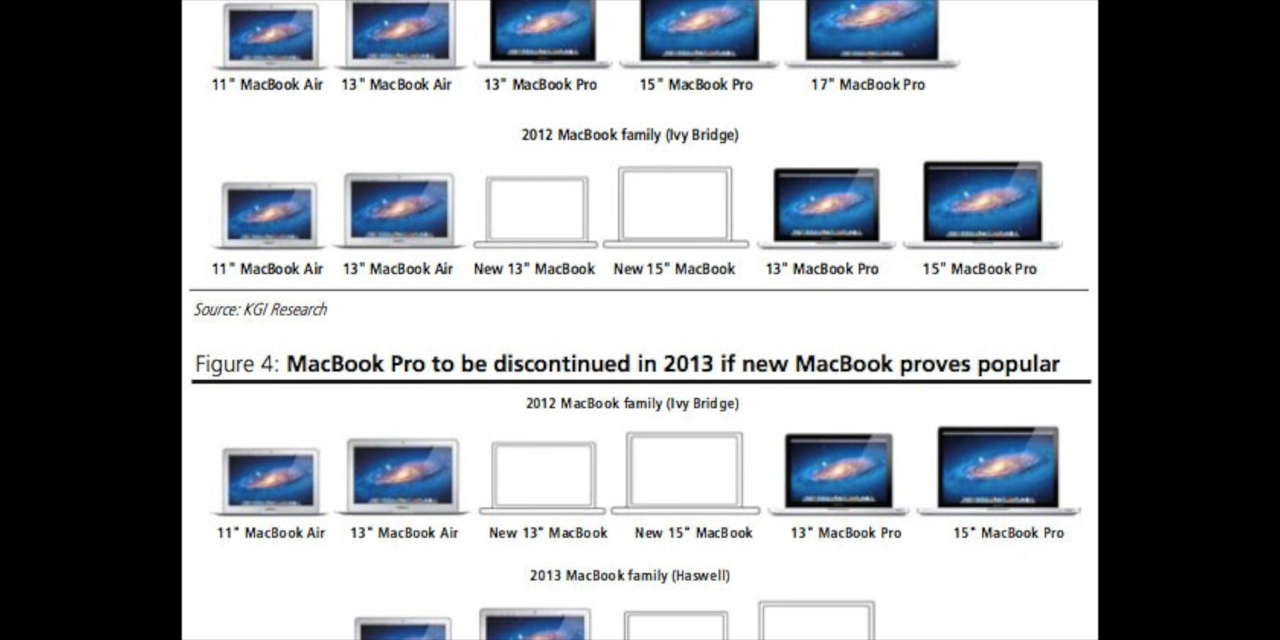 11" MacBook Air 13" MacBook Air 13" MacBook Pro 15" MacBook Pro 17" MacBook Pro
2012 MacBook family (Ivy Bridge)
11" MacBook Air 13" MacBook Air New 13" MacBook New 15" MacBook 13" MacBook Pro 15" MacBook Pro
Source: KGI Research
Figure 4: MacBook Pro to be discontinued in 2013 if new MacBook proves popular
2012 MacBook family (Ivy Bridge)
11" MacBook Air 13" MacBook Air New 13" MacBook New 15" MacBook 13" MacBook Pro 15" MacBook Pro
2013 MacBook family (Haswell)